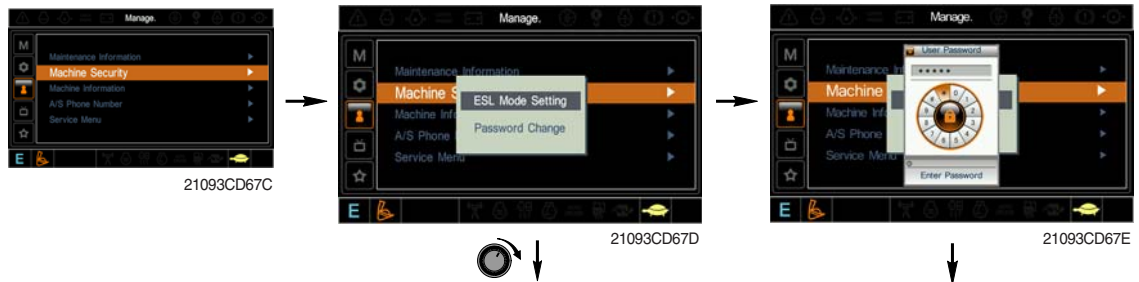 Manage.
M
Maintenance Information
Machine Security
Machine Information
A/S Phone Number
Service Menu
E
21093CD67C
Manage.
M
Maintenance Information
Machine S
ESL Mode Setting
Machine Info
Password Change
A/S Phone
Service Menu
E
21093CD67D
Manage.
M
User Password
Maintenance In
*****
Machine
Machine Info
A/S Phone
Service Menu
Enter Password
E
21093CD67E